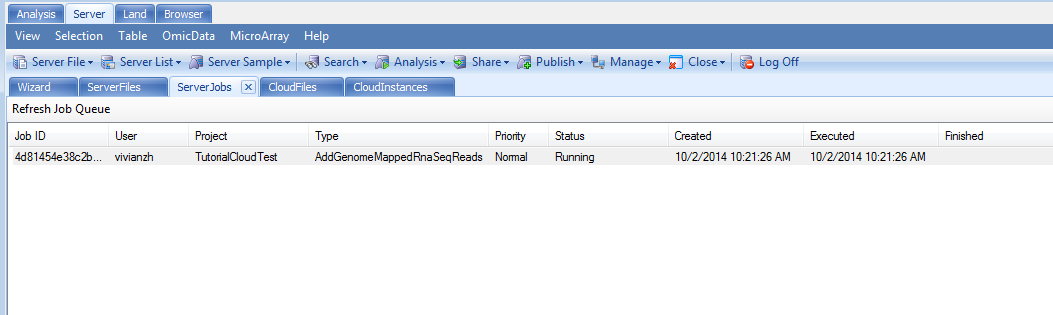 Analysis Server Land Browser
View Selection Table OmicData MicroArray Help
Server File Server List Server Sample Search Analysis Share Publish Manage Close Log Off
Wizard ServerFiles ServerJobs CloudFiles CloudInstances
Refresh Job Queue
Job ID User Project Type Priority Status Created Executed Finished
4d81454e38c2b... vivianzh TutorialCloudTest AddGenomeMappedRnaSeqReads Normal Running 10/2/2014 10:21:26 AM 10/2/2014 10:21:26 AM